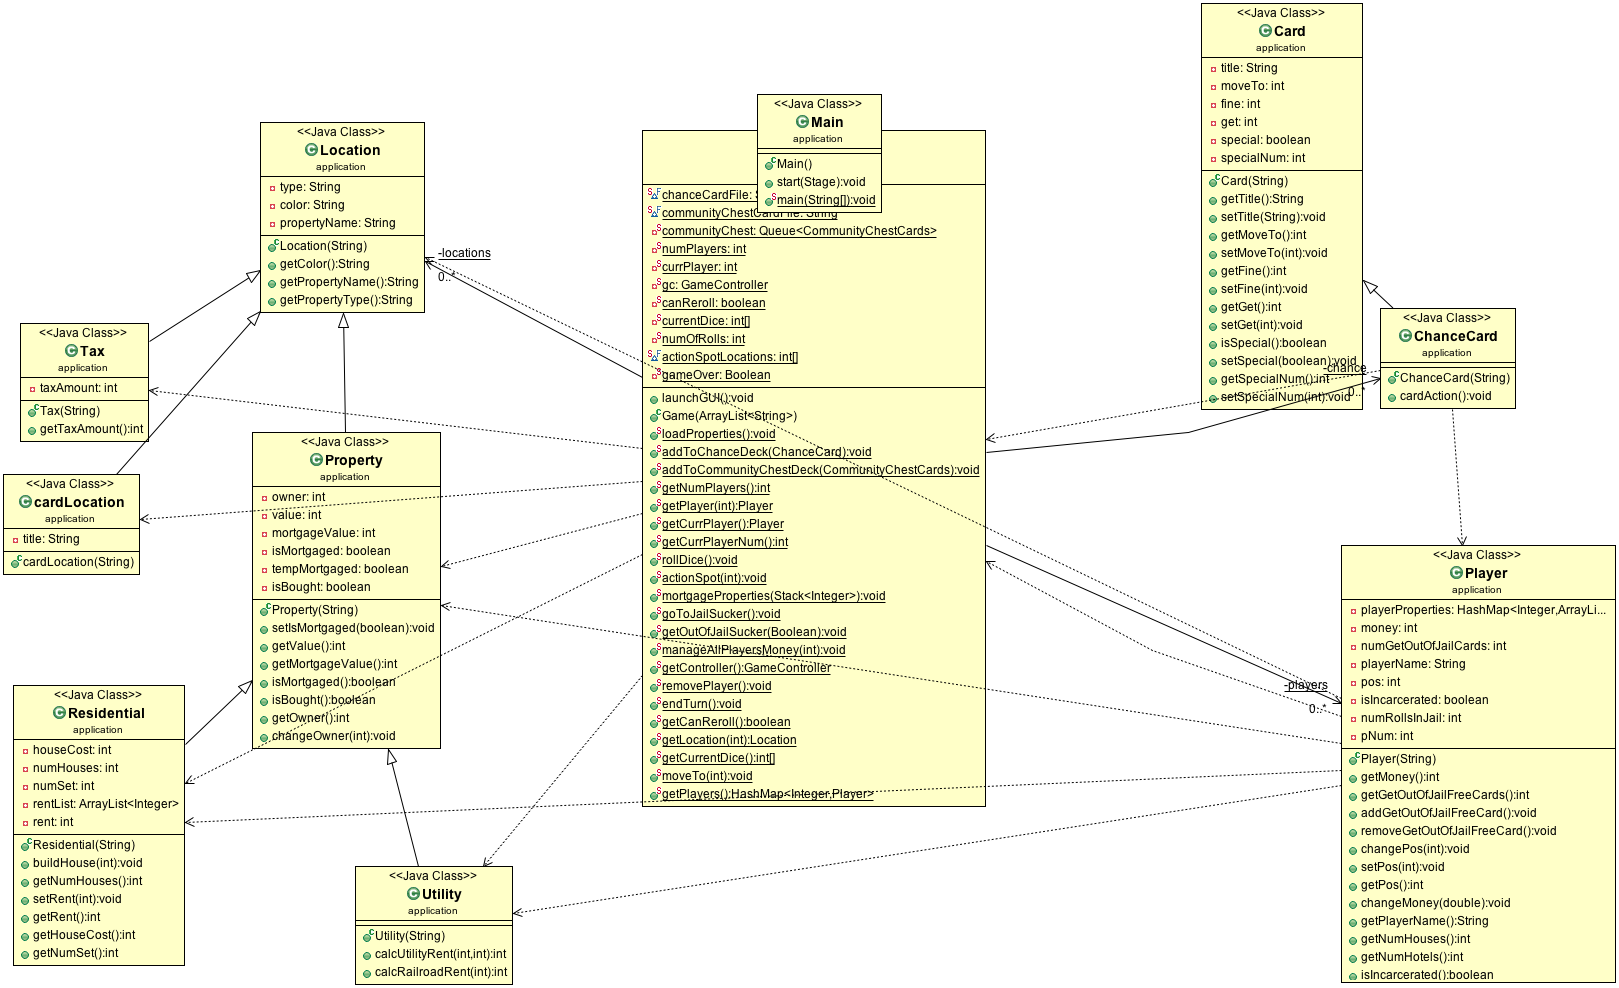 <<Java Class>>
Location
application
type: String
color: String
propertyName: String
Location(String)
getColor():String
getPropertyName():String
getPropertyType():String
<<Java Class>>
Tax
application
taxAmount: int
Tax(String)
getTaxAmount():int
<<Java Class>>
cardLocation
application
title: String
cardLocation(String)
<<Java Class>>
Property
application
owner: int
value: int
mortgageValue: int
isMortgaged: boolean
tempMortgaged: boolean
isBought: boolean
Property(String)
setIsMortgaged(boolean):void
getValue():int
getMortgageValue():int
isMortgaged():boolean
isBought():boolean
getOwner():int
changeOwner(int):void
<<Java Class>>
Residential
application
houseCost: int
numHouses: int
numSet: int
rentList: ArrayList<Integer>
rent: int
Residential(String)
buildHouse(int):void
getNumHouses():int
setRent(int):void
getRent():int
getHouseCost():int
getNumSet():int
<<Java Class>>
Utility
application
Utility(String)
calcUtilityRent(int,int):int
calcRailroadRent(int):int
-locations
0..*
<<Java Class>>
Main
application
Main()
start(Stage):void
main(String[]):void
chanceCardFile:
communityChestCardFile: String
communityChest: Queue<CommunityChestCards>
numPlayers: int
currPlayer: int
gc: GameController
canReroll: boolean
currentDice: int[]
numOfRolls: int
actionSpotLocations: int[]
gameOver: Boolean
launchGUI():void
Game(ArrayList<String>)
loadProperties():void
addToChanceDeck(ChanceCard):void
addToCommunityChestDeck(CommunityChestCards):void
getNumPlayers():int
getPlayer(int):Player
getCurrPlayer():Player
getCurrPlayerNum():int
rollDice():void
actionSpot(int):void
mortgageProperties(Stack<Integer>):void
goToJailSucker():void
getOutOfJailSucker(Boolean):void
manageAllPlayersMoney(int):void
getController():GameController
removePlayer():void
endTurn():void
getCanReroll():boolean
getLocation(int):Location
getCurrentDice():int[]
moveTo(int):void
getPlayers():HashMap<Integer,Player>
<<Java Class>>
Card
application
title: String
moveTo: int
fine: int
get: int
special: boolean
specialNum: int
Card(String)
getTitle():String
setTitle(String):void
getMoveTo():int
setMoveTo(int):void
getFine():int
setFine(int):void
getGet():int
setGet(int):void
isSpecial():boolean
setSpecial(boolean):void
getSpecialNum():int
setSpecialNum(int):void
-chance
0..*
<<Java Class>>
ChanceCard
application
ChanceCard(String)
cardAction():void
-players
0..*
<<Java Class>>
Player
application
playerProperties: HashMap<Integer,ArrayLi...
money: int
numGetOutOfJailCards: int
playerName: String
pos: int
isIncarcerated: boolean
numRollsInJail: int
pNum: int
Player(String)
getMoney():int
getGetOutOfJailFreeCards():int
addGetOutOfJailFreeCard():void
removeGetOutOfJailFreeCard():void
changePos(int):void
setPos(int):void
getPos():int
changeMoney(double):void
getPlayerName():String
getNumHouses():int
getNumHotels():int
isIncarcerated():boolean